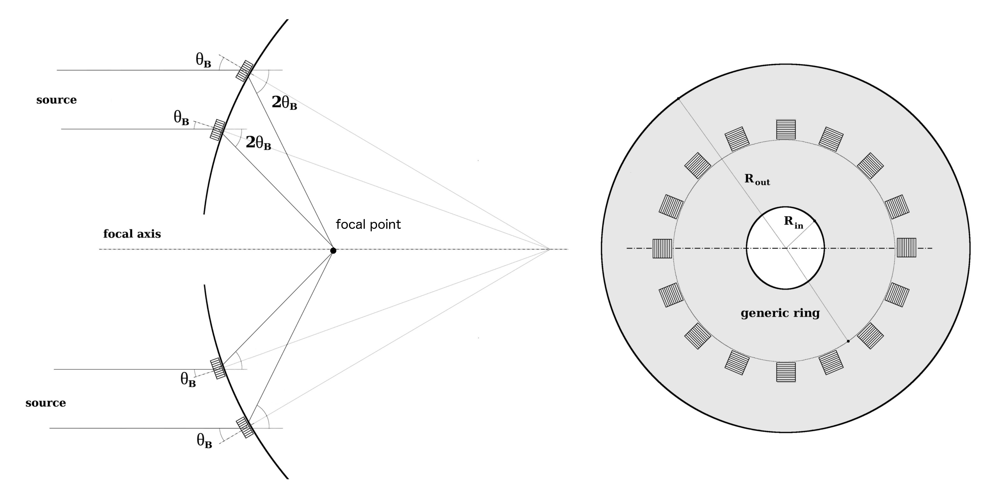 θB
source
θB
2θB
2θB
focal point
focal axis
θB
source
θB
Rout
Rin
generic ring